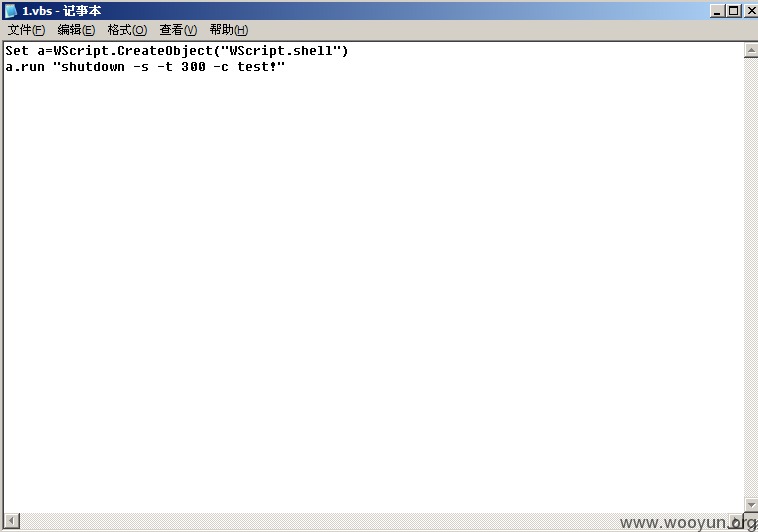 1.vbs - 记事本
文件(F) 编辑(E) 格式(O) 查看(V) 帮助(H)
Set a=WScript.CreateObject("WScript.shell")
a.run "shutdown -s -t 300 -c test!"
www.wooyun.org